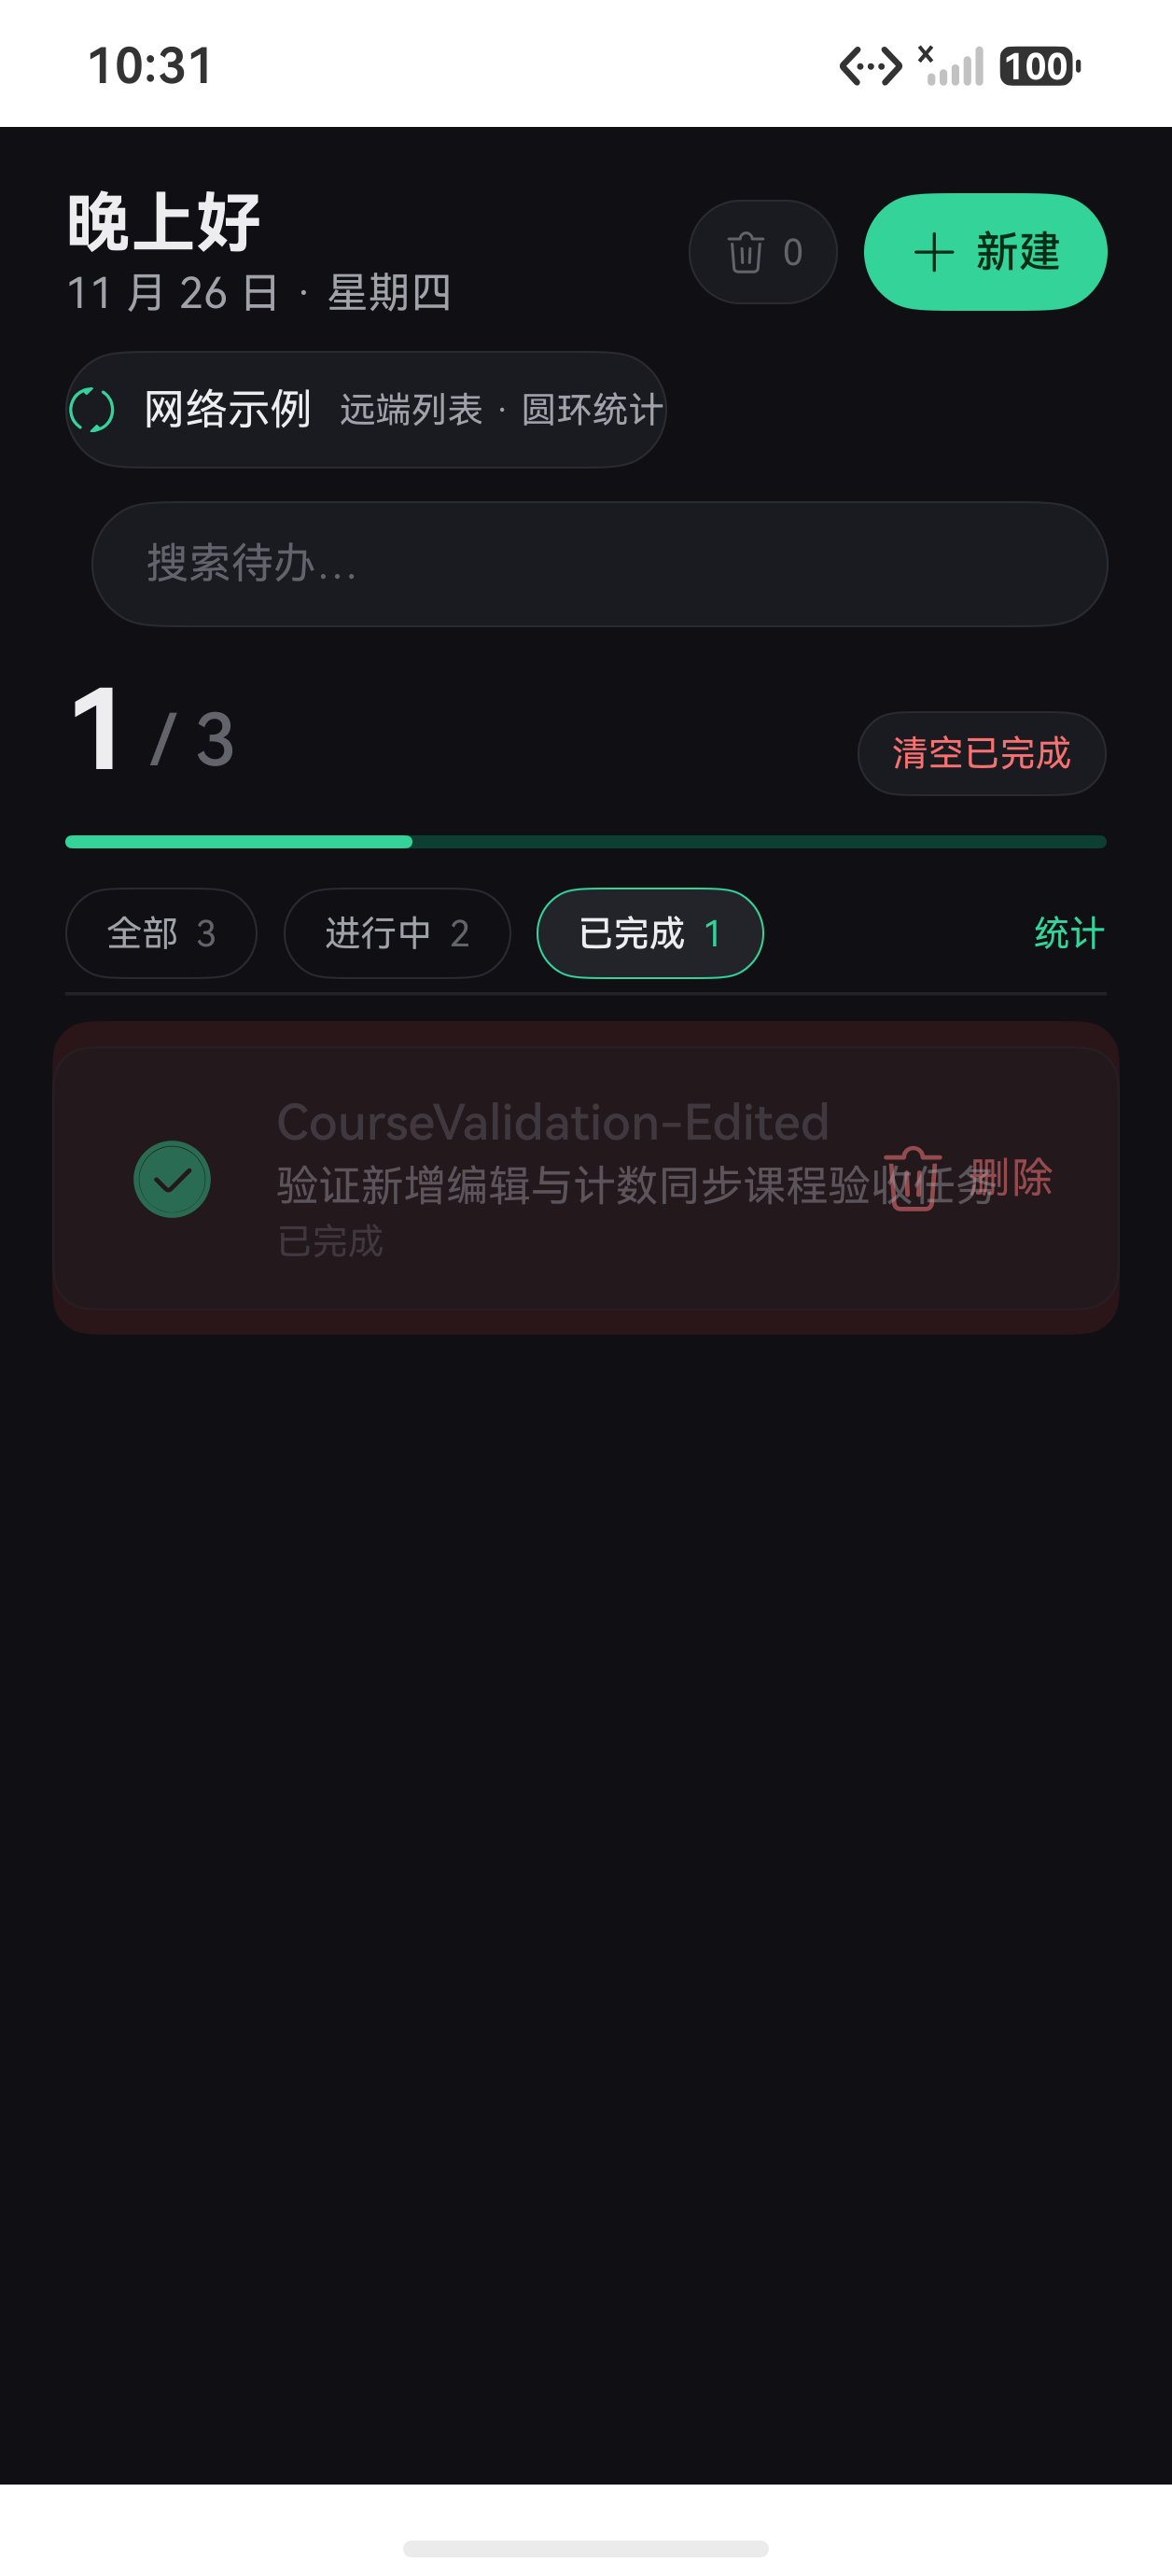 10:31
100
晚上好
11 月 26 日 · 星期四
0
新建
网络示例 远端列表 · 圆环统计
搜索待办…
1 / 3
清空已完成
全部 3
进行中 2
已完成 1
统计
CourseValidation-Edited
验证新增编辑与计数同步课程验收任务
删除
已完成